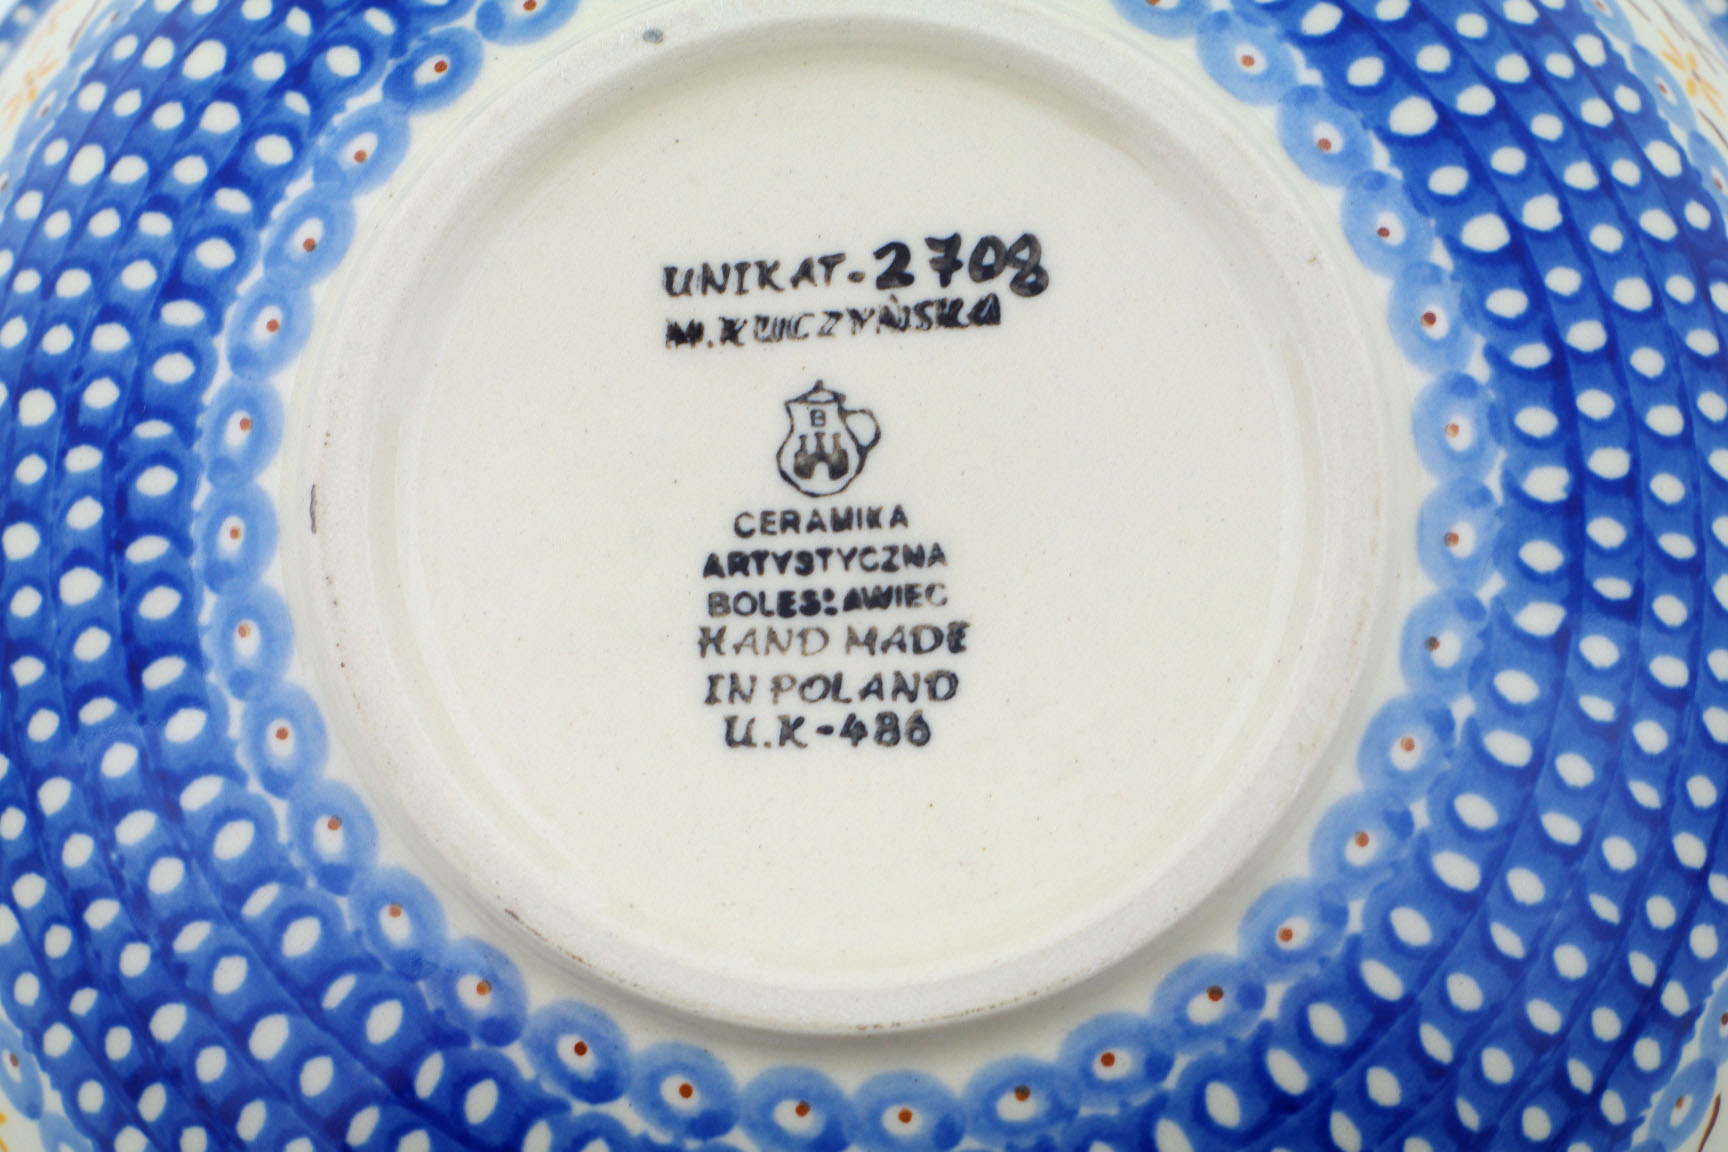 UNIKAT-2708
M.KUCZYŃSKA
B
CERAMIKA
ARTYSTYCZNA
BOLESŁAWIEC
HAND MADE
IN POLAND
U.K-486